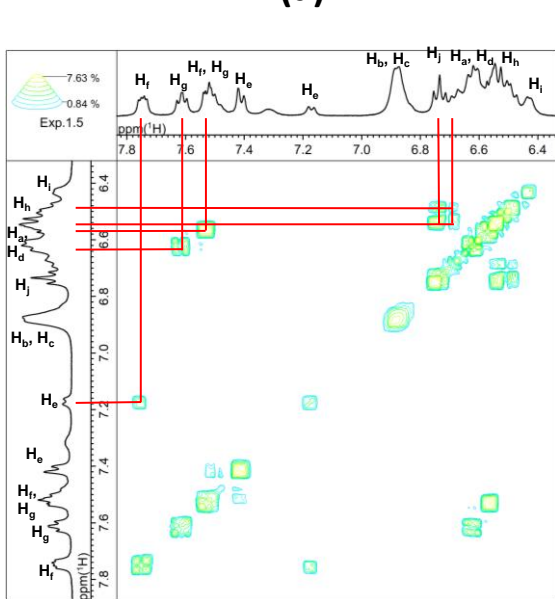 7.63 %
0.84 %
Exp.1.5
Hf
Hg
Hf, Hg
He
He
Hb, Hc
Hj
Ha, Hd
Hh
Hi
ppm(¹H)
7.8 7.6 7.4 7.2 7.0 6.8 6.6 6.4
Hi
Hh
Ha,
Hd
Hj
Hb, Hc
He
He
Hf,
Hg
Hg
Hf
6.4
6.6
6.8
7.0
7.2
7.4
7.6
7.8
ppm(¹H)